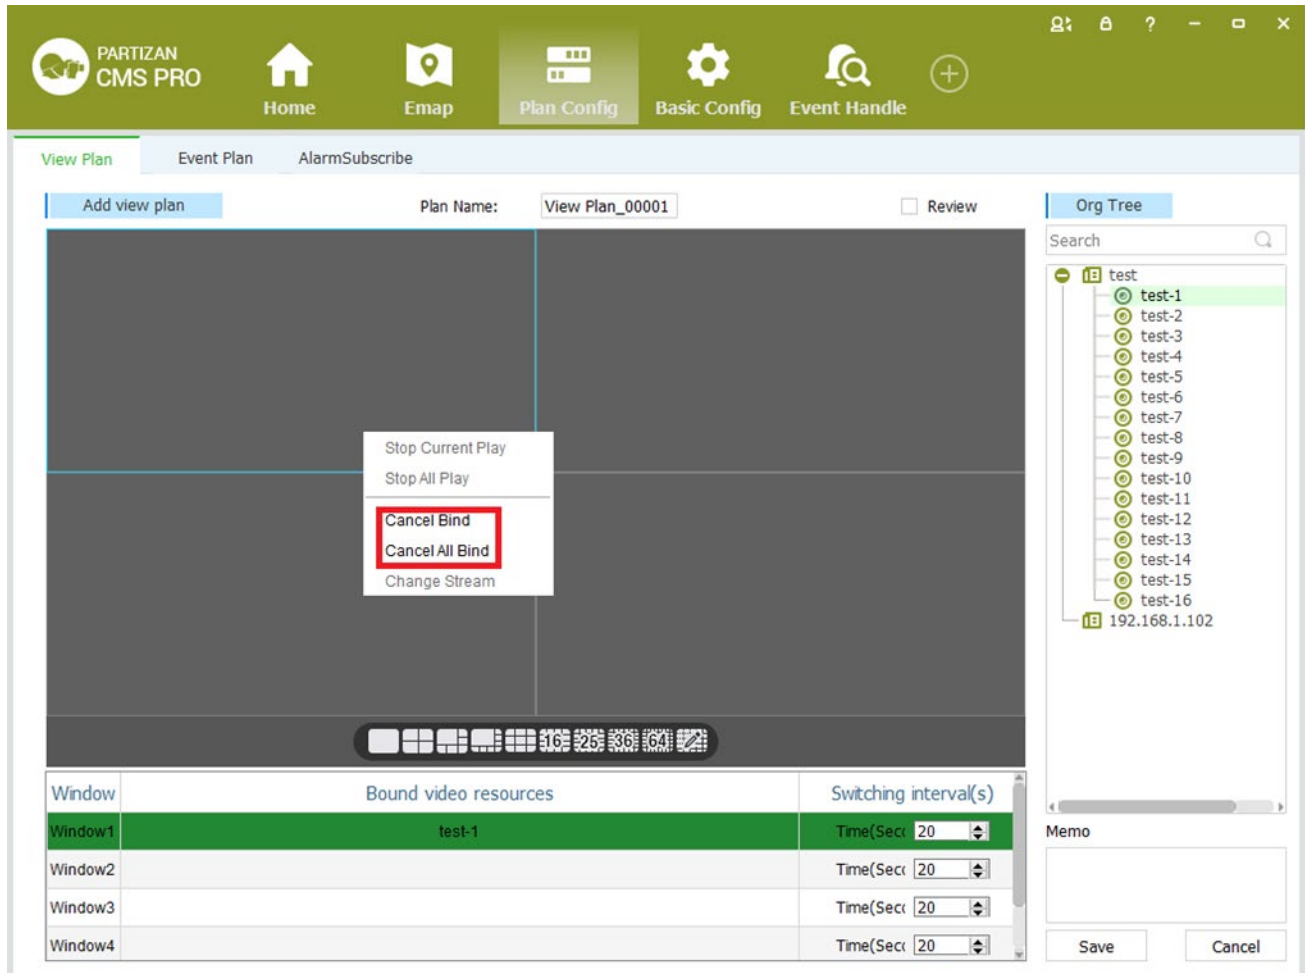 PARTIZAN
CMS PRO
Home
Emap
Plan Config
Basic Config
Event Handle
?
View Plan
Event Plan
AlarmSubscribe
Add view plan
Plan Name:
View Plan_00001
Review
Org Tree
Search
test
test-1
test-2
test-3
test-4
test-5
test-6
test-7
test-8
test-9
test-10
test-11
test-12
test-13
test-14
test-15
test-16
192.168.1.102
Stop Current Play
Stop All Play
Cancel Bind
Cancel All Bind
Change Stream
16 25 36 64
Window
Bound video resources
Switching interval(s)
Window1
test-1
Time(Sec 20
Window2
Time(Sec 20
Window3
Time(Sec 20
Window4
Time(Sec 20
Memo
Save
Cancel